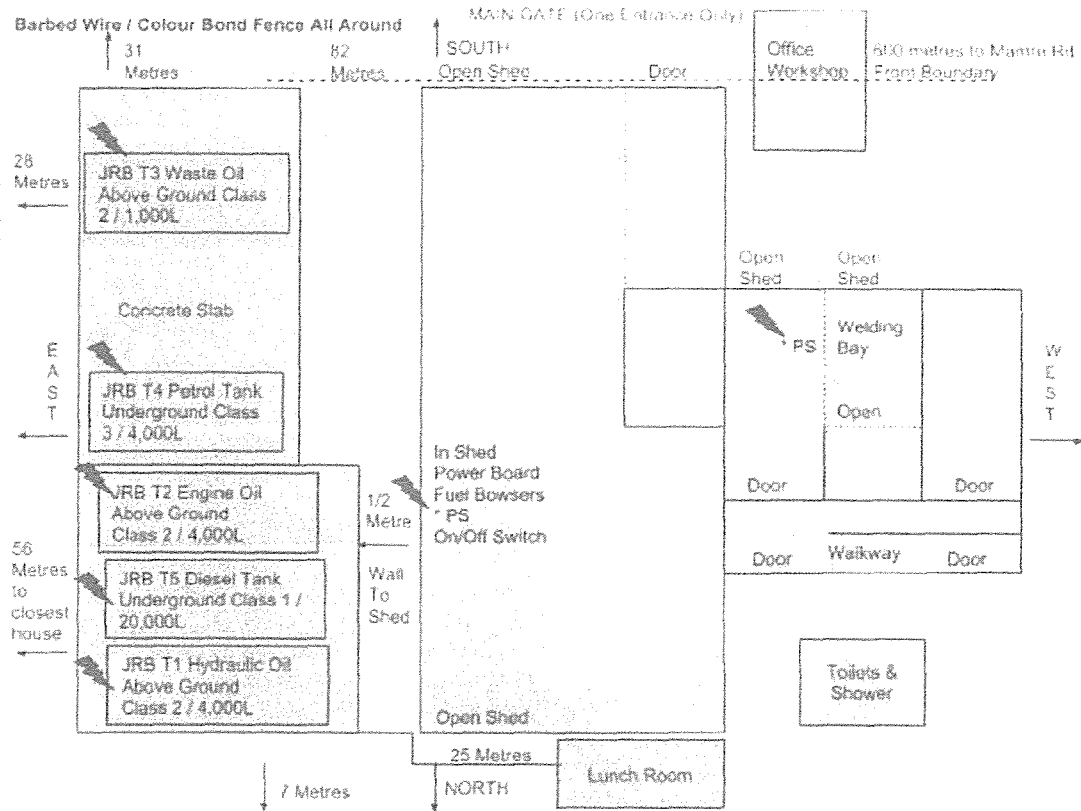 MAIN GATE (One Entrance Only)
Barbed Wire / Colour Bond Fence All Around
31
Metres
82
Metres
SOUTH
Open Shed
Door
Office
Workshop
600 metres to Mamre Rd
Front Boundary
28
Metres
JRB T3 Waste Oil
Above Ground Class
2 / 1,000L
Concrete Slab
EAST
JRB T4 Petrol Tank
Underground Class
3 / 4,000L
JRB T2 Engine Oil
Above Ground
Class 2 / 4,000L
1/2
Metre
Wall
To
Shed
In Shed
Power Board
Fuel Bowsers
* PS
On/Off Switch
56
Metres
to
closest
house
JRB T5 Diesel Tank
Underground Class 1 /
20,000L
JRB T1 Hydraulic Oil
Above Ground
Class 2 / 4,000L
Open Shed
Open
Shed
Open
Shed
* PS
Welding
Bay
Open
WEST
Door
Door
Door
Walkway
Door
Toilets &
Shower
25 Metres
Lunch Room
7 Metres
NORTH